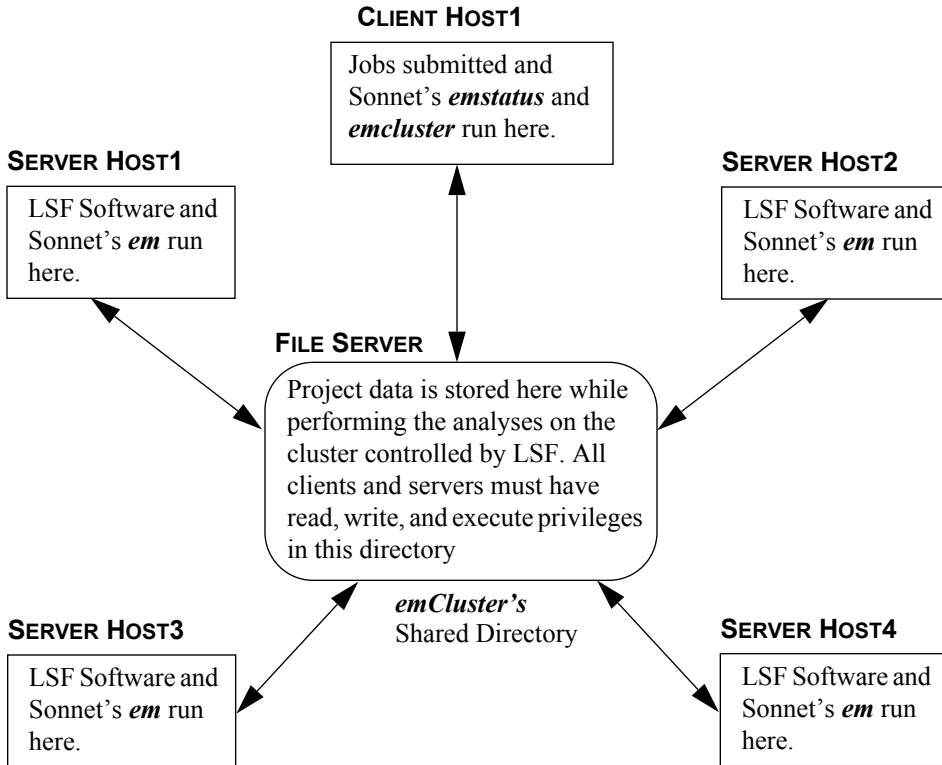 CLIENT HOST1
Jobs submitted and
Sonnet's emstatus and
emcluster run here.
SERVER HOST1
LSF Software and
Sonnet's em run
here.
SERVER HOST2
LSF Software and
Sonnet's em run
here.
FILE SERVER
Project data is stored here while
performing the analyses on the
cluster controlled by LSF. All
clients and servers must have
read, write, and execute privileges
in this directory
emCluster's
Shared Directory
SERVER HOST3
LSF Software and
Sonnet's em run
here.
SERVER HOST4
LSF Software and
Sonnet's em run
here.